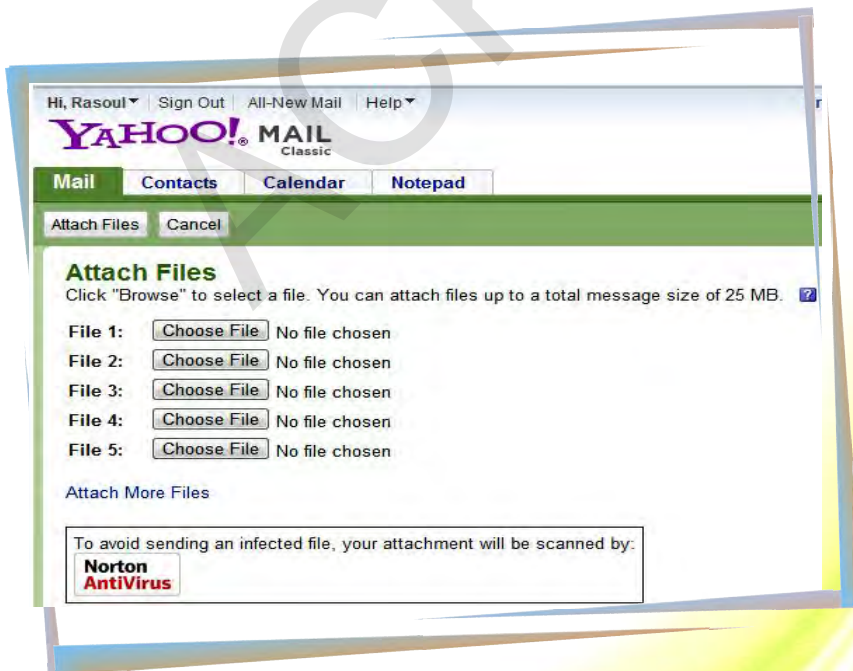 Hi, Rasoul Sign Out All-New Mail Help
YAHOO!® MAIL
Classic
Mail Contacts Calendar Notepad
Attach Files Cancel
Attach Files
Click "Browse" to select a file. You can attach files up to a total message size of 25 MB. ?
File 1: Choose File No file chosen
File 2: Choose File No file chosen
File 3: Choose File No file chosen
File 4: Choose File No file chosen
File 5: Choose File No file chosen
Attach More Files
To avoid sending an infected file, your attachment will be scanned by:
Norton
AntiVirus